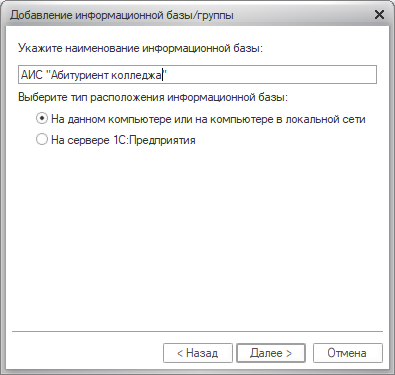 Добавление информационной базы/группы
Укажите наименование информационной базы:
АИС "Абитуриент колледжа"
Выберите тип расположения информационной базы:
На данном компьютере или на компьютере в локальной сети
На сервере 1С:Предприятия
< Назад Далее > Отмена